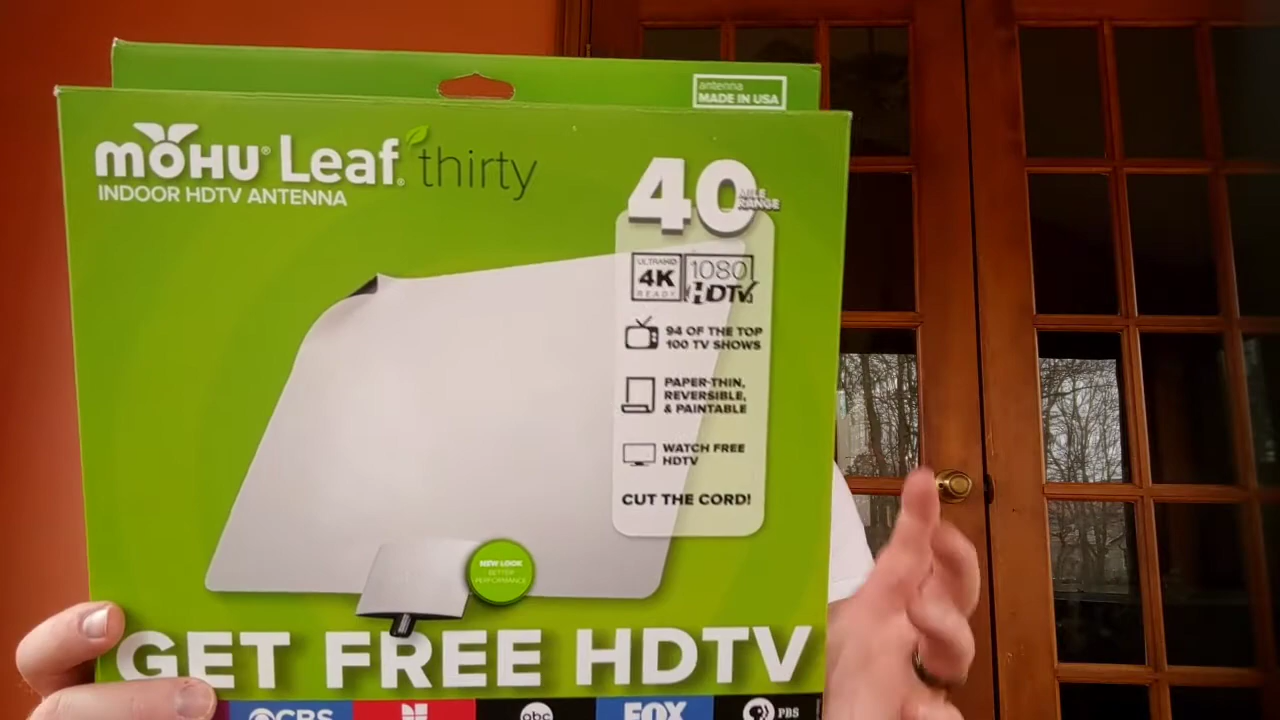 antenna
MADE IN USA
mOHU® Leaf® thirty
INDOOR HDTV ANTENNA
40 MILE
RANGE
ULTRA HD
4K
READY
1080
HDTV
94 OF THE TOP
100 TV SHOWS
PAPER-THIN,
REVERSIBLE,
& PAINTABLE
WATCH FREE
HDTV
CUT THE CORD!
NEW LOOK
BETTER
PERFORMANCE
GET FREE HDTV
CBS
abc
FOX
PBS